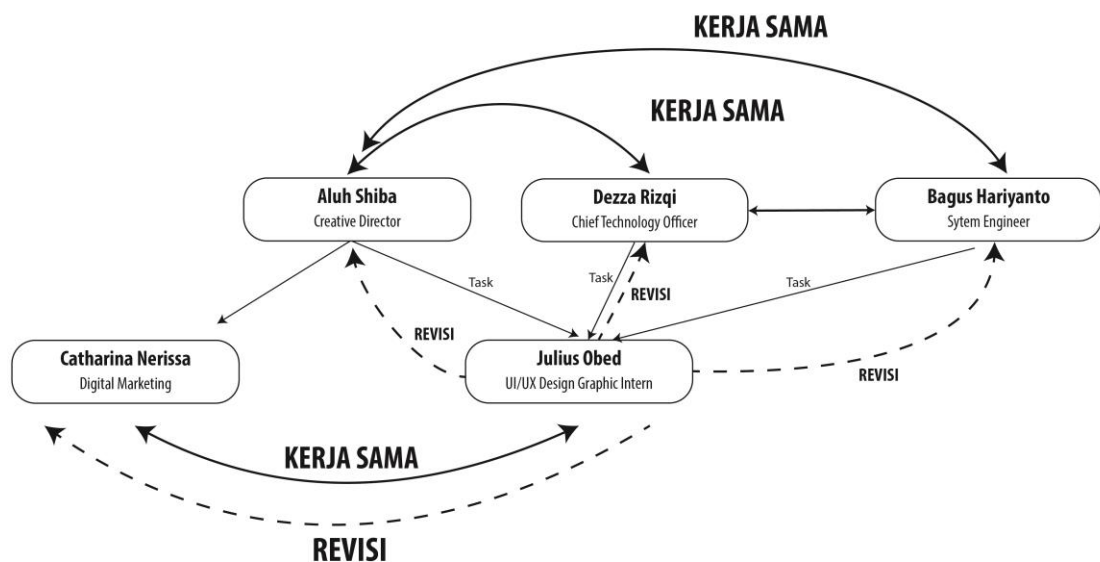 KERJA SAMA
KERJA SAMA
Aluh Shiba
Creative Director
Dezza Rizqi
Chief Technology Officer
Bagus Hariyanto
Sytem Engineer
Task
Task
REVISI
Task
REVISI
Catharina Nerissa
Digital Marketing
Julius Obed
UI/UX Design Graphic Intern
REVISI
KERJA SAMA
REVISI